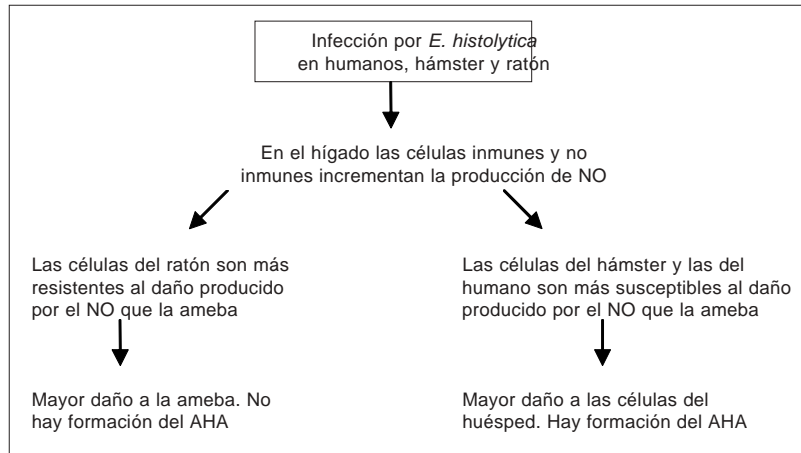 Infección por E. histolytica
en humanos, hámster y ratón
En el hígado las células inmunes y no
inmunes incrementan la producción de NO
Las células del ratón son más
resistentes al daño producido
por el NO que la ameba
Las células del hámster y las del
humano son más susceptibles al daño
producido por el NO que la ameba
Mayor daño a la ameba. No
hay formación del AHA
Mayor daño a las células del
huésped. Hay formación del AHA